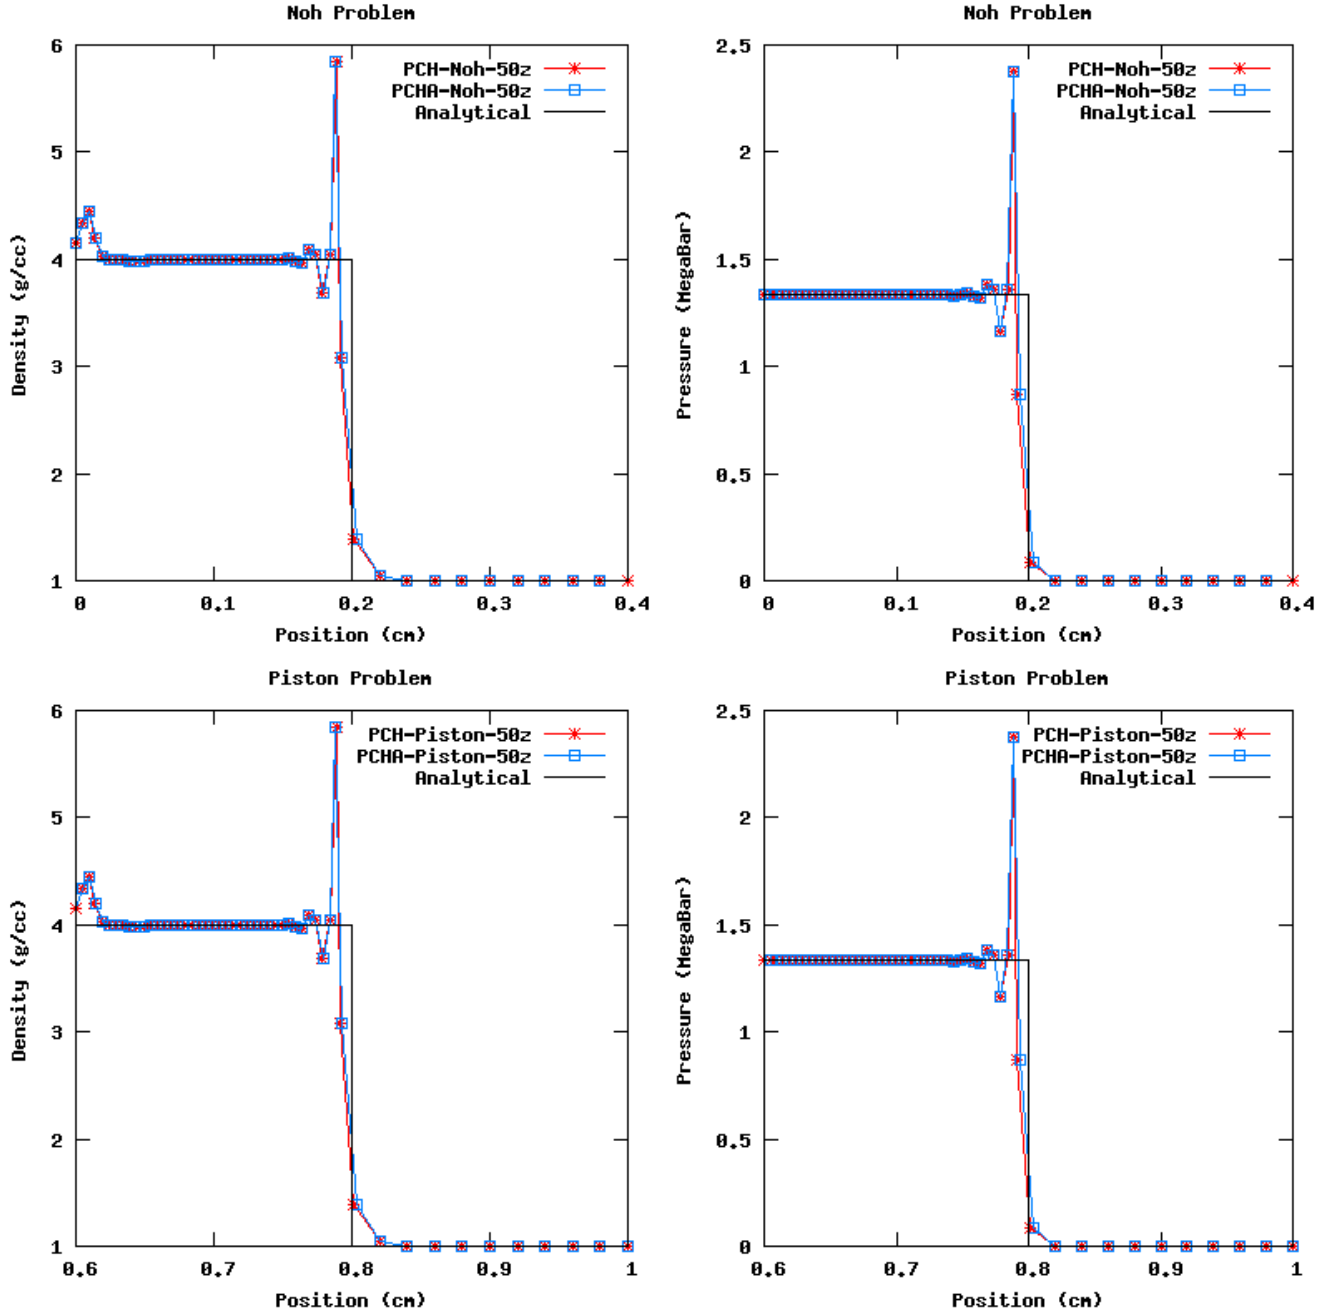 Noh Problem
6
5
4
3
2
1
Density (g/cc)
PCH-Noh-50z
PCHA-Noh-50z
Analytical
0 0.1 0.2 0.3 0.4
Position (cm)
Noh Problem
2.5
2
1.5
1
0.5
0
Pressure (MegaBar)
PCH-Noh-50z
PCHA-Noh-50z
Analytical
0 0.1 0.2 0.3 0.4
Position (cm)
Piston Problem
6
5
4
3
2
1
Density (g/cc)
PCH-Piston-50z
PCHA-Piston-50z
Analytical
0.6 0.7 0.8 0.9 1
Position (cm)
Piston Problem
2.5
2
1.5
1
0.5
0
Pressure (MegaBar)
PCH-Piston-50z
PCHA-Piston-50z
Analytical
0.6 0.7 0.8 0.9 1
Position (cm)